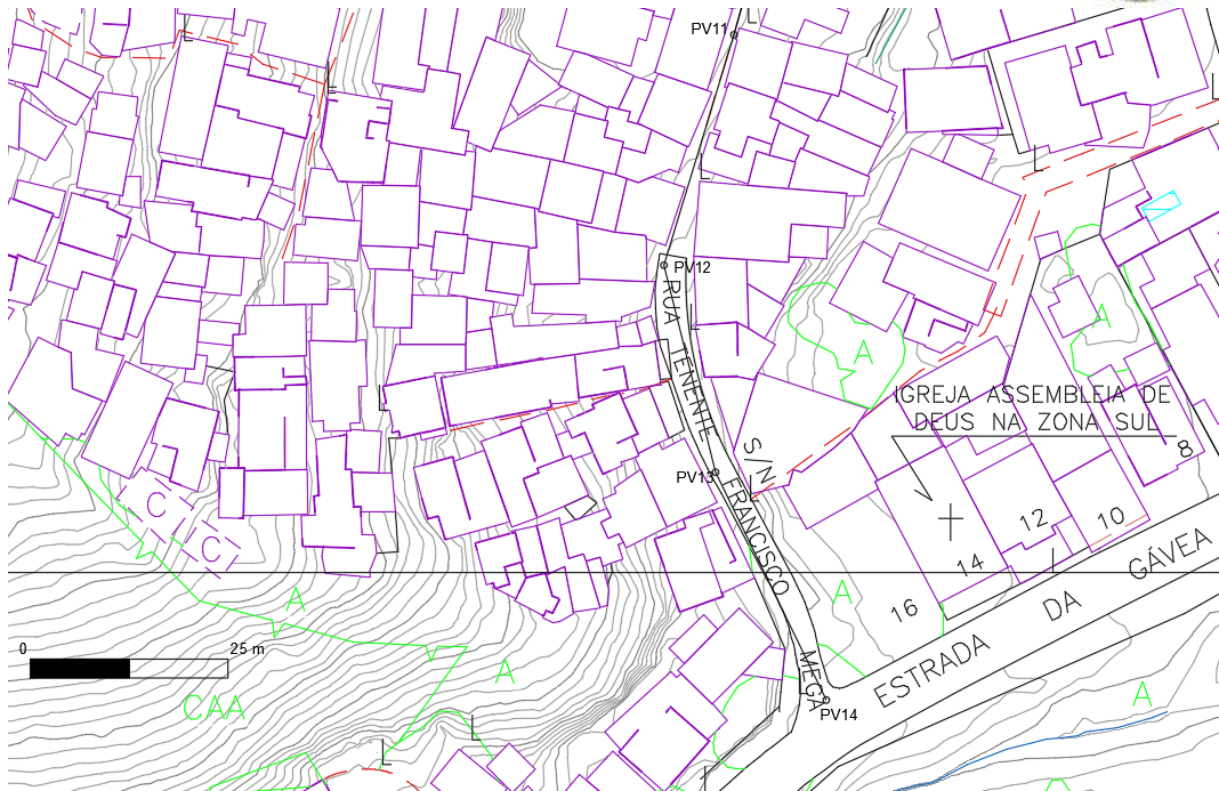 L
PV11
L
L
L
L
L
PV12
RUA TENENTE FRANCISCO MEGA
L
A
A
IGREJA ASSEMBLEIA DE
DEUS NA ZONA SUL
L
S/N
8
PV13
L
C
12
10
C
14
GÁVEA
A
A
16
DA
0
25 m
ESTRADA
A
A
CAA
PV14
L
L
L